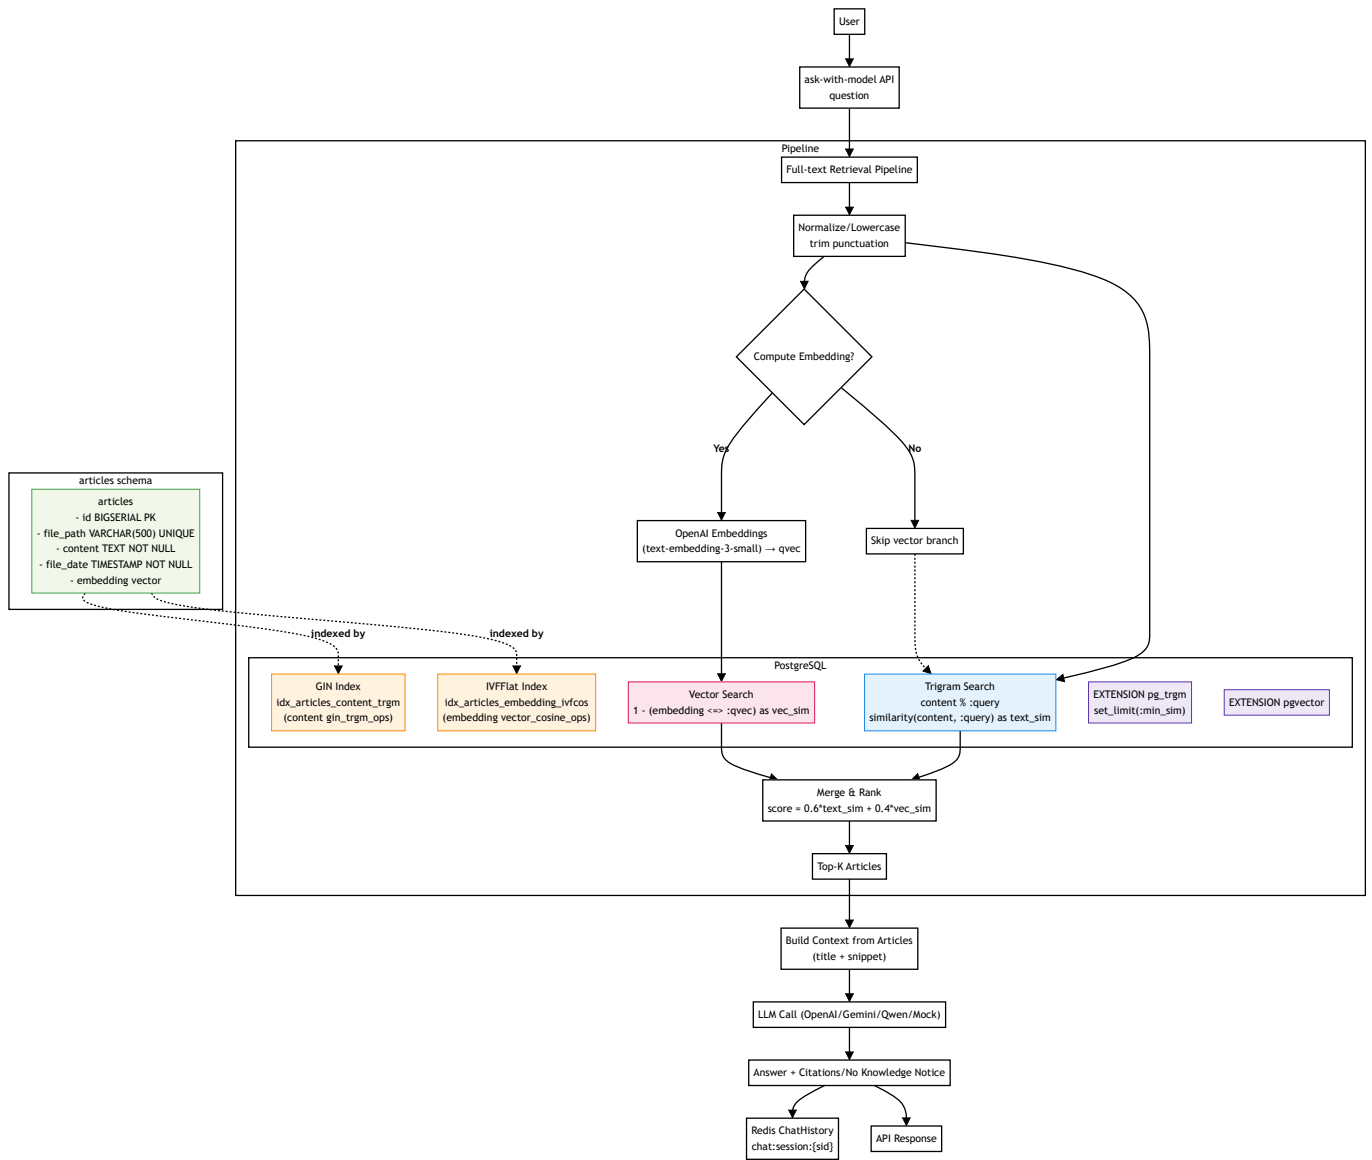 User
ask-with-model API
question
Pipeline
Full-text Retrieval Pipeline
Normalize/Lowercase
trim punctuation
Compute Embedding?
Yes
No
articles schema
articles
- id BIGSERIAL PK
- file_path VARCHAR(500) UNIQUE
- content TEXT NOT NULL
- file_date TIMESTAMP NOT NULL
- embedding vector
OpenAI Embeddings
(text-embedding-3-small) → qvec
Skip vector branch
indexed by
indexed by
PostgreSQL
GIN Index
idx_articles_content_trgm
(content gin_trgm_ops)
IVFFlat Index
idx_articles_embedding_ivfcos
(embedding vector_cosine_ops)
Vector Search
1 - (embedding <=> :qvec) as vec_sim
Trigram Search
content % :query
similarity(content, :query) as text_sim
EXTENSION pg_trgm
set_limit(:min_sim)
EXTENSION pgvector
Merge & Rank
score = 0.6*text_sim + 0.4*vec_sim
Top-K Articles
Build Context from Articles
(title + snippet)
LLM Call (OpenAI/Gemini/Qwen/Mock)
Answer + Citations/No Knowledge Notice
Redis ChatHistory
chat:session:{sid}
API Response